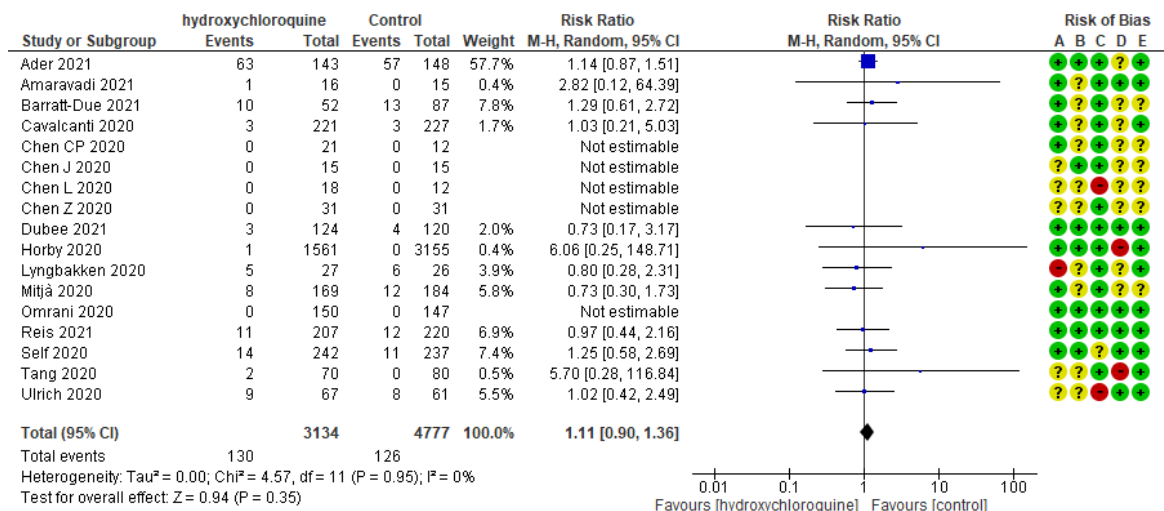 hydroxychloroquine Control Risk Ratio Risk Ratio Risk of Bias
Study or Subgroup Events Total Events Total Weight M-H, Random, 95% CI M-H, Random, 95% CI A B C D E
Ader 2021 63 143 57 148 57.7% 1.14 [0.87, 1.51] + + + ? +
Amaravadi 2021 1 16 0 15 0.4% 2.82 [0.12, 64.39] + ? + + +
Barratt-Due 2021 10 52 13 87 7.8% 1.29 [0.61, 2.72] + ? + ? ?
Cavalcanti 2020 3 221 3 227 1.7% 1.03 [0.21, 5.03] + ? + ? +
Chen CP 2020 0 21 0 12 Not estimable + ? + ? ?
Chen J 2020 0 15 0 15 Not estimable ? + + ? ?
Chen L 2020 0 18 0 12 Not estimable ? ? - ? ?
Chen Z 2020 0 31 0 31 Not estimable ? ? + ? ?
Dubee 2021 3 124 4 120 2.0% 0.73 [0.17, 3.17] + + + + +
Horby 2020 1 1561 0 3155 0.4% 6.06 [0.25, 148.71] + + + - +
Lyngbakken 2020 5 27 6 26 3.9% 0.80 [0.28, 2.31] - ? + ? +
Mitjà 2020 8 169 12 184 5.8% 0.73 [0.30, 1.73] + ? + ? ?
Omrani 2020 0 150 0 147 Not estimable + + + + +
Reis 2021 11 207 12 220 6.9% 0.97 [0.44, 2.16] + + + + +
Self 2020 14 242 11 237 7.4% 1.25 [0.58, 2.69] + + ? + +
Tang 2020 2 70 0 80 0.5% 5.70 [0.28, 116.84] ? ? + - +
Ulrich 2020 9 67 8 61 5.5% 1.02 [0.42, 2.49] ? ? - + +
Total (95% CI) 3134 4777 100.0% 1.11 [0.90, 1.36]
Total events 130 126
Heterogeneity: Tau² = 0.00; Chi² = 4.57, df = 11 (P = 0.95); I² = 0%
Test for overall effect: Z = 0.94 (P = 0.35)
0.01 0.1 1 10 100
Favours [hydroxychloroquine] Favours [control]